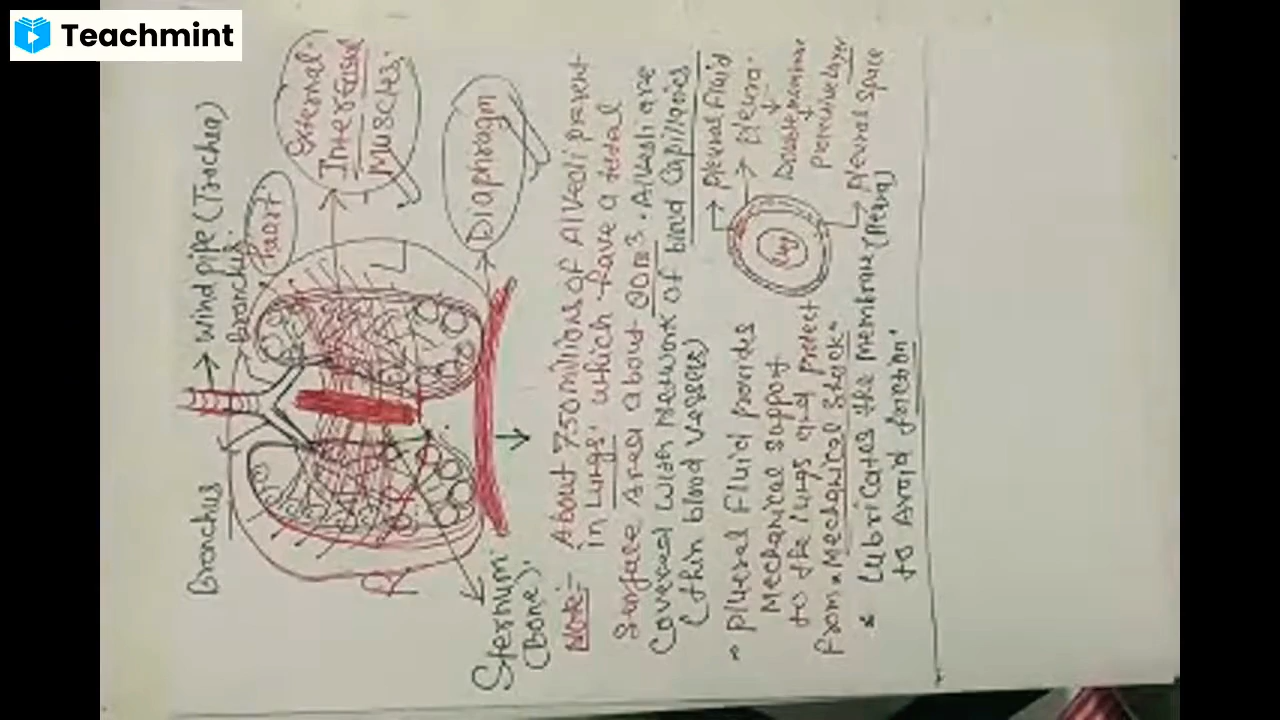 Teachmint
wind pipe (Trachea)
bronchus.
heart
External
Intercostal
Muscles.
Diaphragm
Bronchus
Sternum
(Bone).
Note:- About 750 millions of Alveoli present
in Lungs. which have a total
Surface Area about 80m³. Alveoli are
Covered with Network of blood Capillaries
(thin blood vessels)
Plueral Fluid provides
Mechanical Support
to the lungs and protect
from Mechanical Shock.
& Lubricates the membrane (Pleura)
to Avoid friction.
Pleural Fluid
Pleura.
Double membrane
Protective layer
Pleural Space
Lung